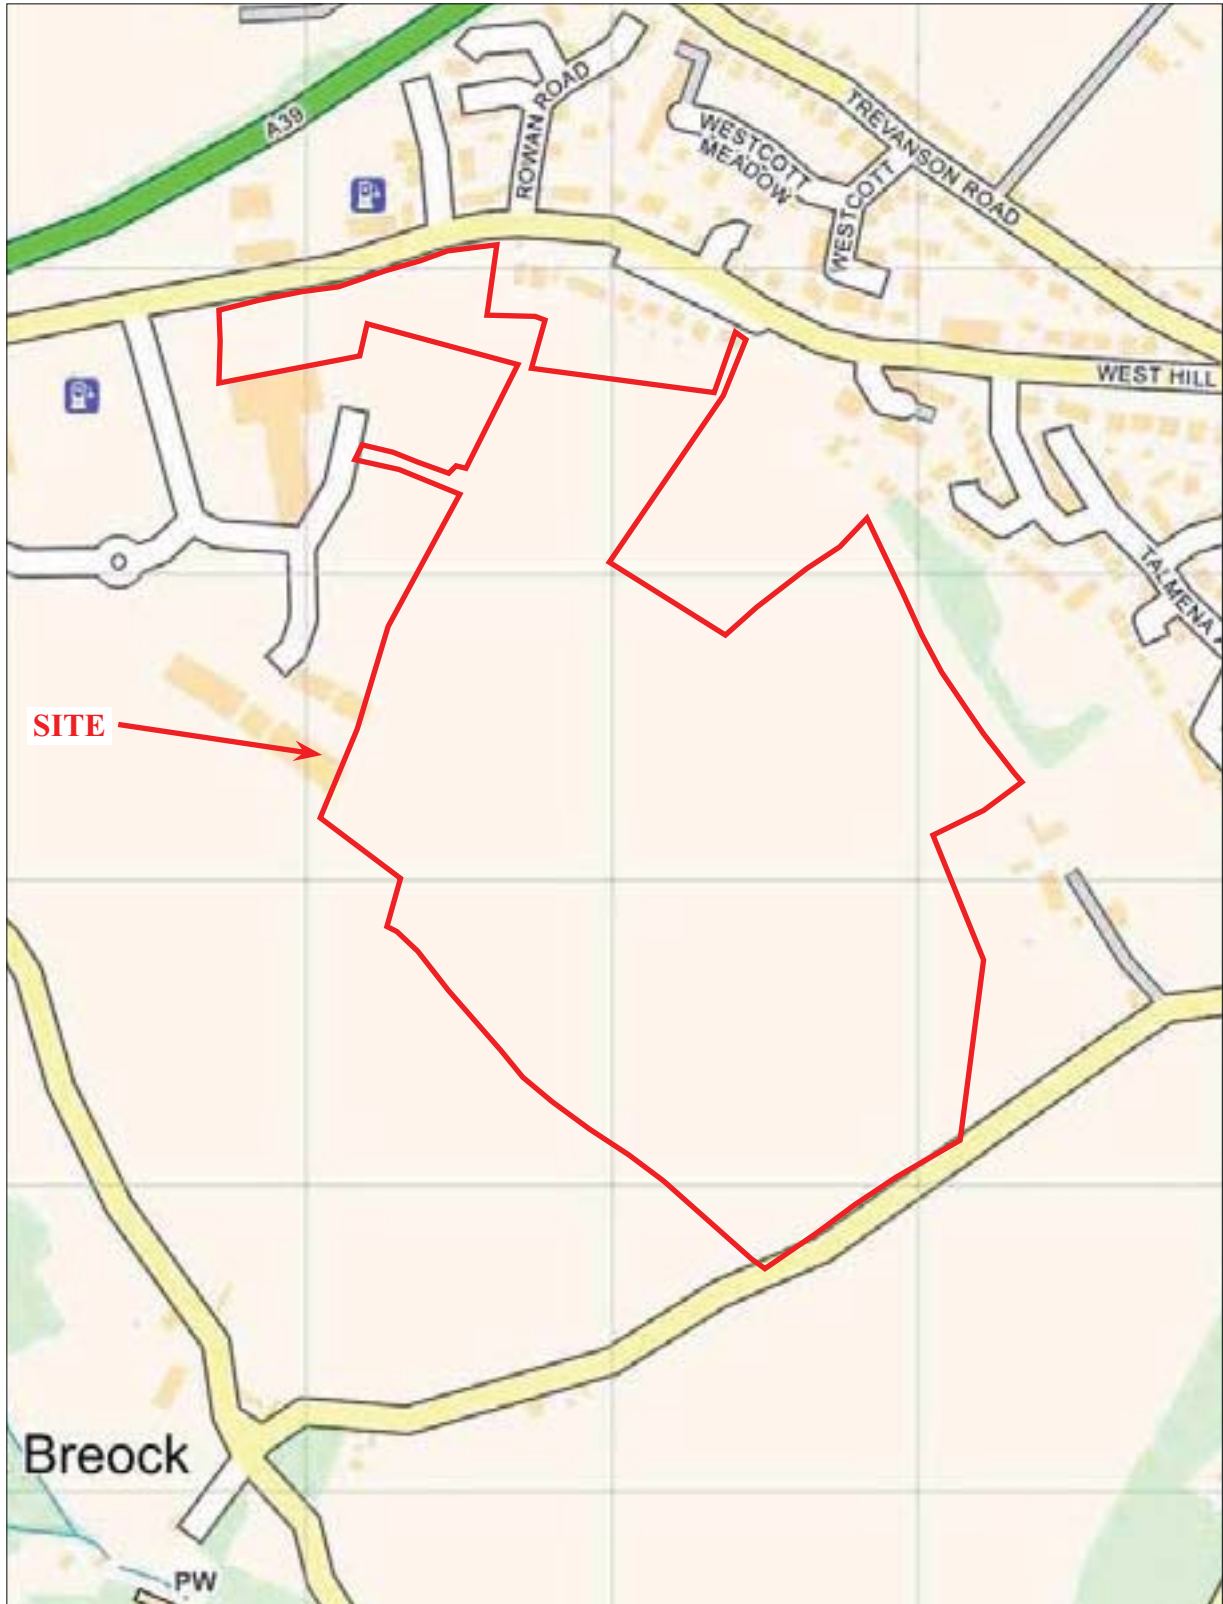 A39
ROWAN ROAD
WESTCOTT
MEADOW
WESTCOTT
TREVANSON ROAD
WEST HILL
TALMENA
SITE
Breock
PW